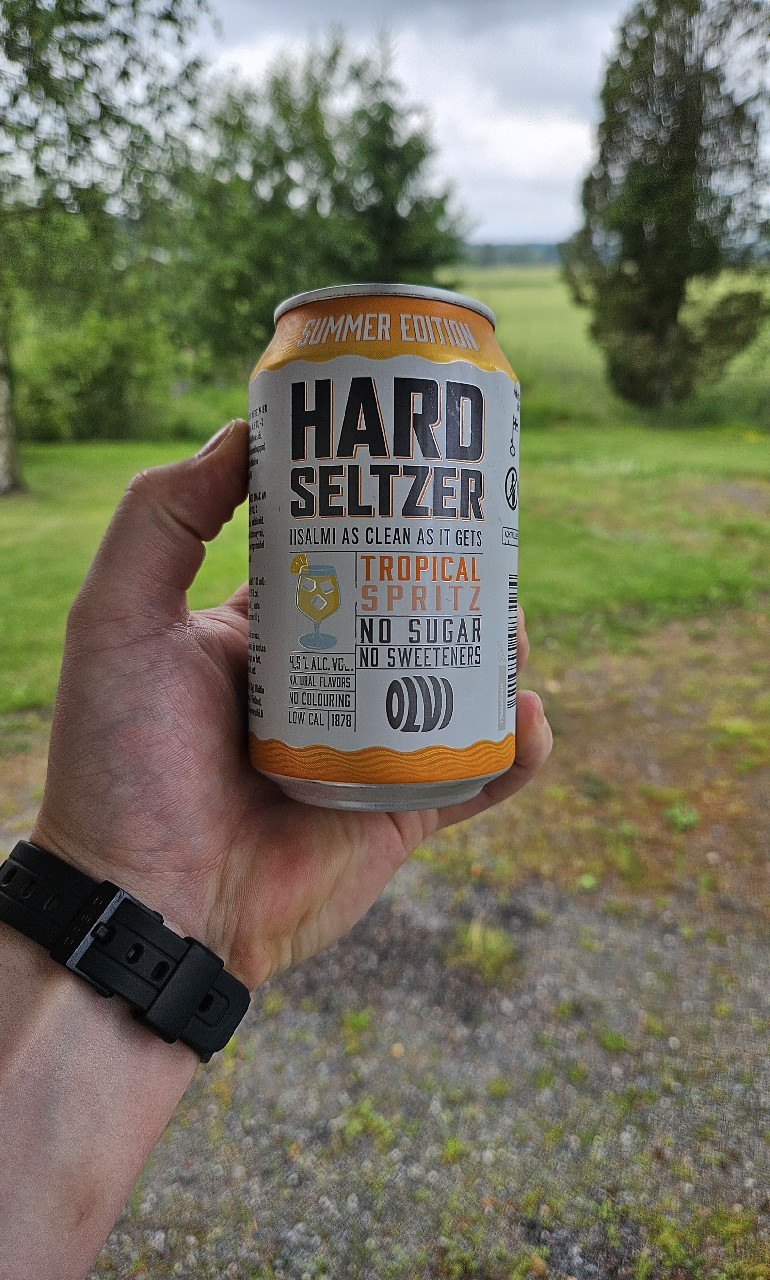 SUMMER EDITION
HARD
SELTZER
IISALMI AS CLEAN AS IT GETS
TROPICAL
SPRITZ
NO SUGAR
NO SWEETENERS
4,5% ALC. VOL.
NATURAL FLAVORS
NO COLOURING
LOW CAL 1878
OLVI